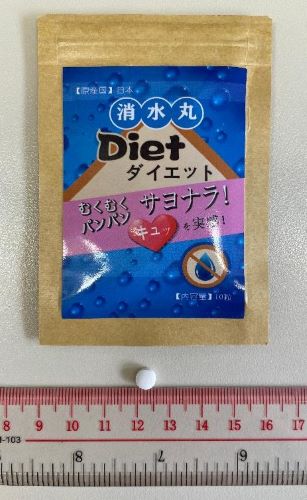 【原産国】日本
消水丸
Diet
ダイエット
むくむく
パンパン
サヨナラ!
キュッ
を実感!
【内容量】10粒
8 9 10 11 12 13 14 15 16 17
-103
8 7 6